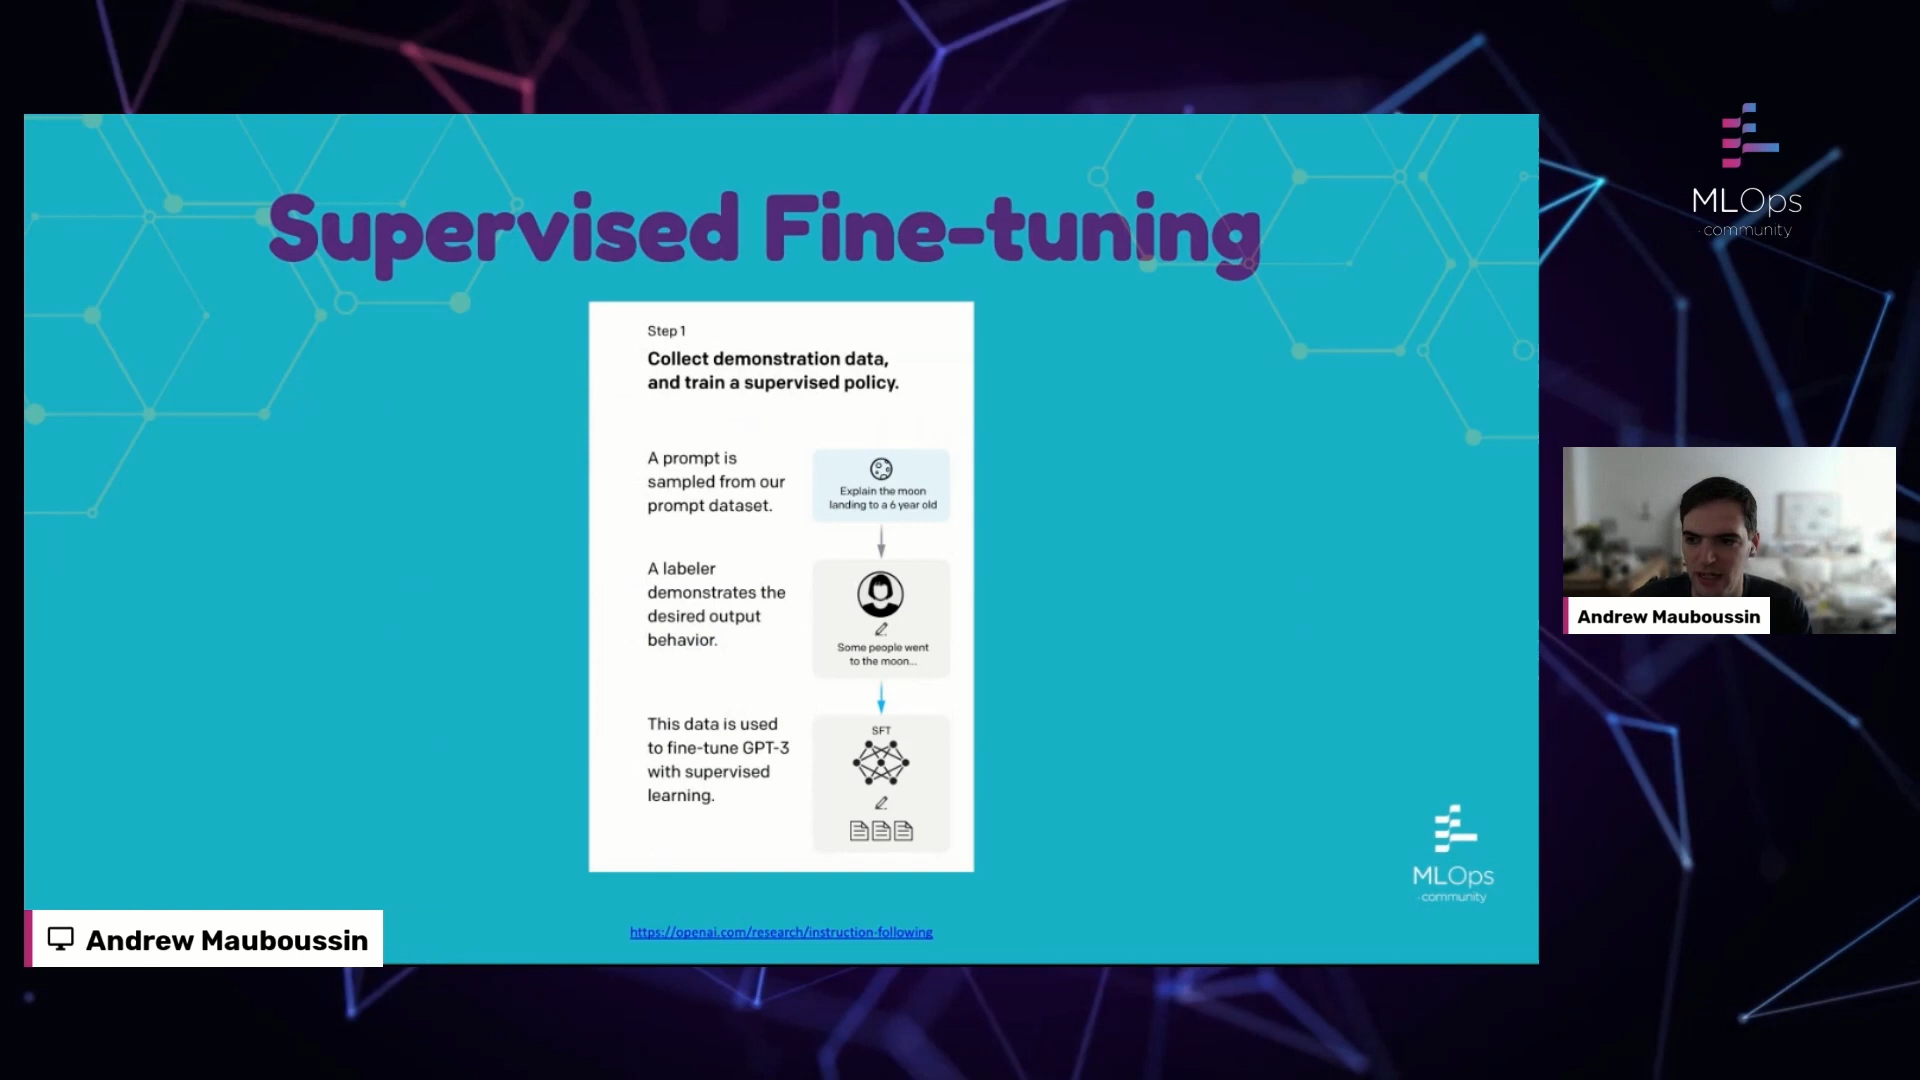 Supervised Fine-tuning
Step 1
Collect demonstration data,
and train a supervised policy.
A prompt is
sampled from our
prompt dataset.
Explain the moon
landing to a 6 year old
A labeler
demonstrates the
desired output
behavior.
Some people went
to the moon...
This data is used
to fine-tune GPT-3
with supervised
learning.
SFT
https://openai.com/research/instruction-following
MLOps
community
Andrew Mauboussin
MLOps
community
Andrew Mauboussin